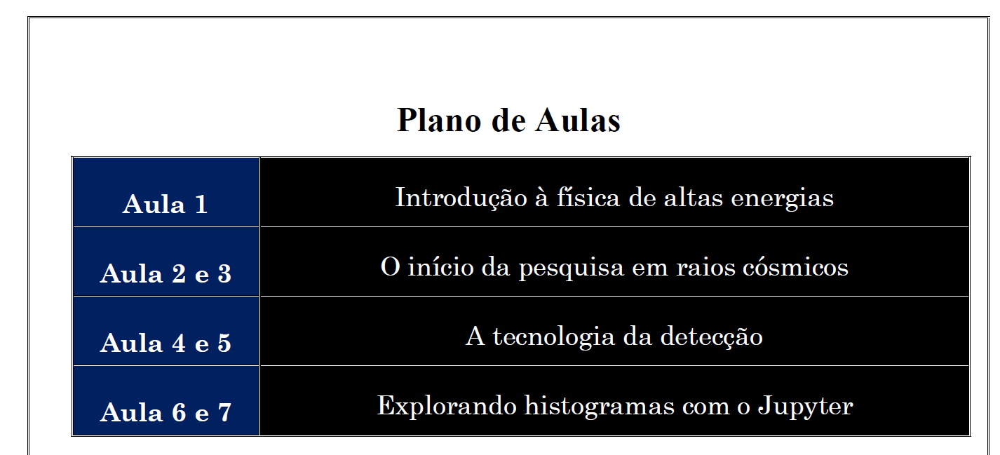 Plano de Aulas
Aula 1
Introdução à física de altas energias
Aula 2 e 3
O início da pesquisa em raios cósmicos
Aula 4 e 5
A tecnologia da detecção
Aula 6 e 7
Explorando histogramas com o Jupyter